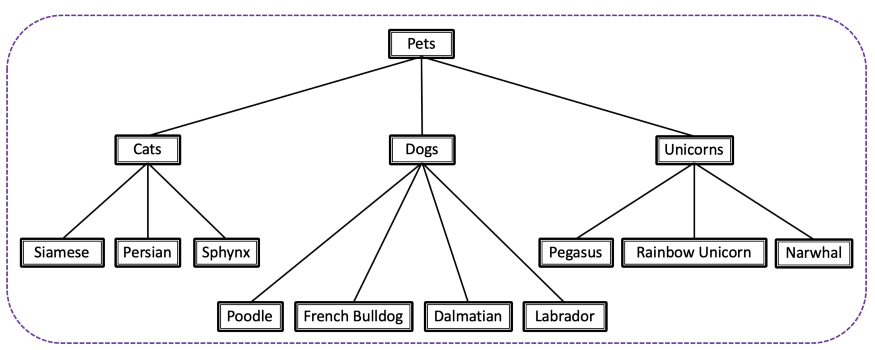 Pets
Cats
Dogs
Unicorns
Siamese
Persian
Sphynx
Pegasus
Rainbow Unicorn
Narwhal
Poodle
French Bulldog
Dalmatian
Labrador